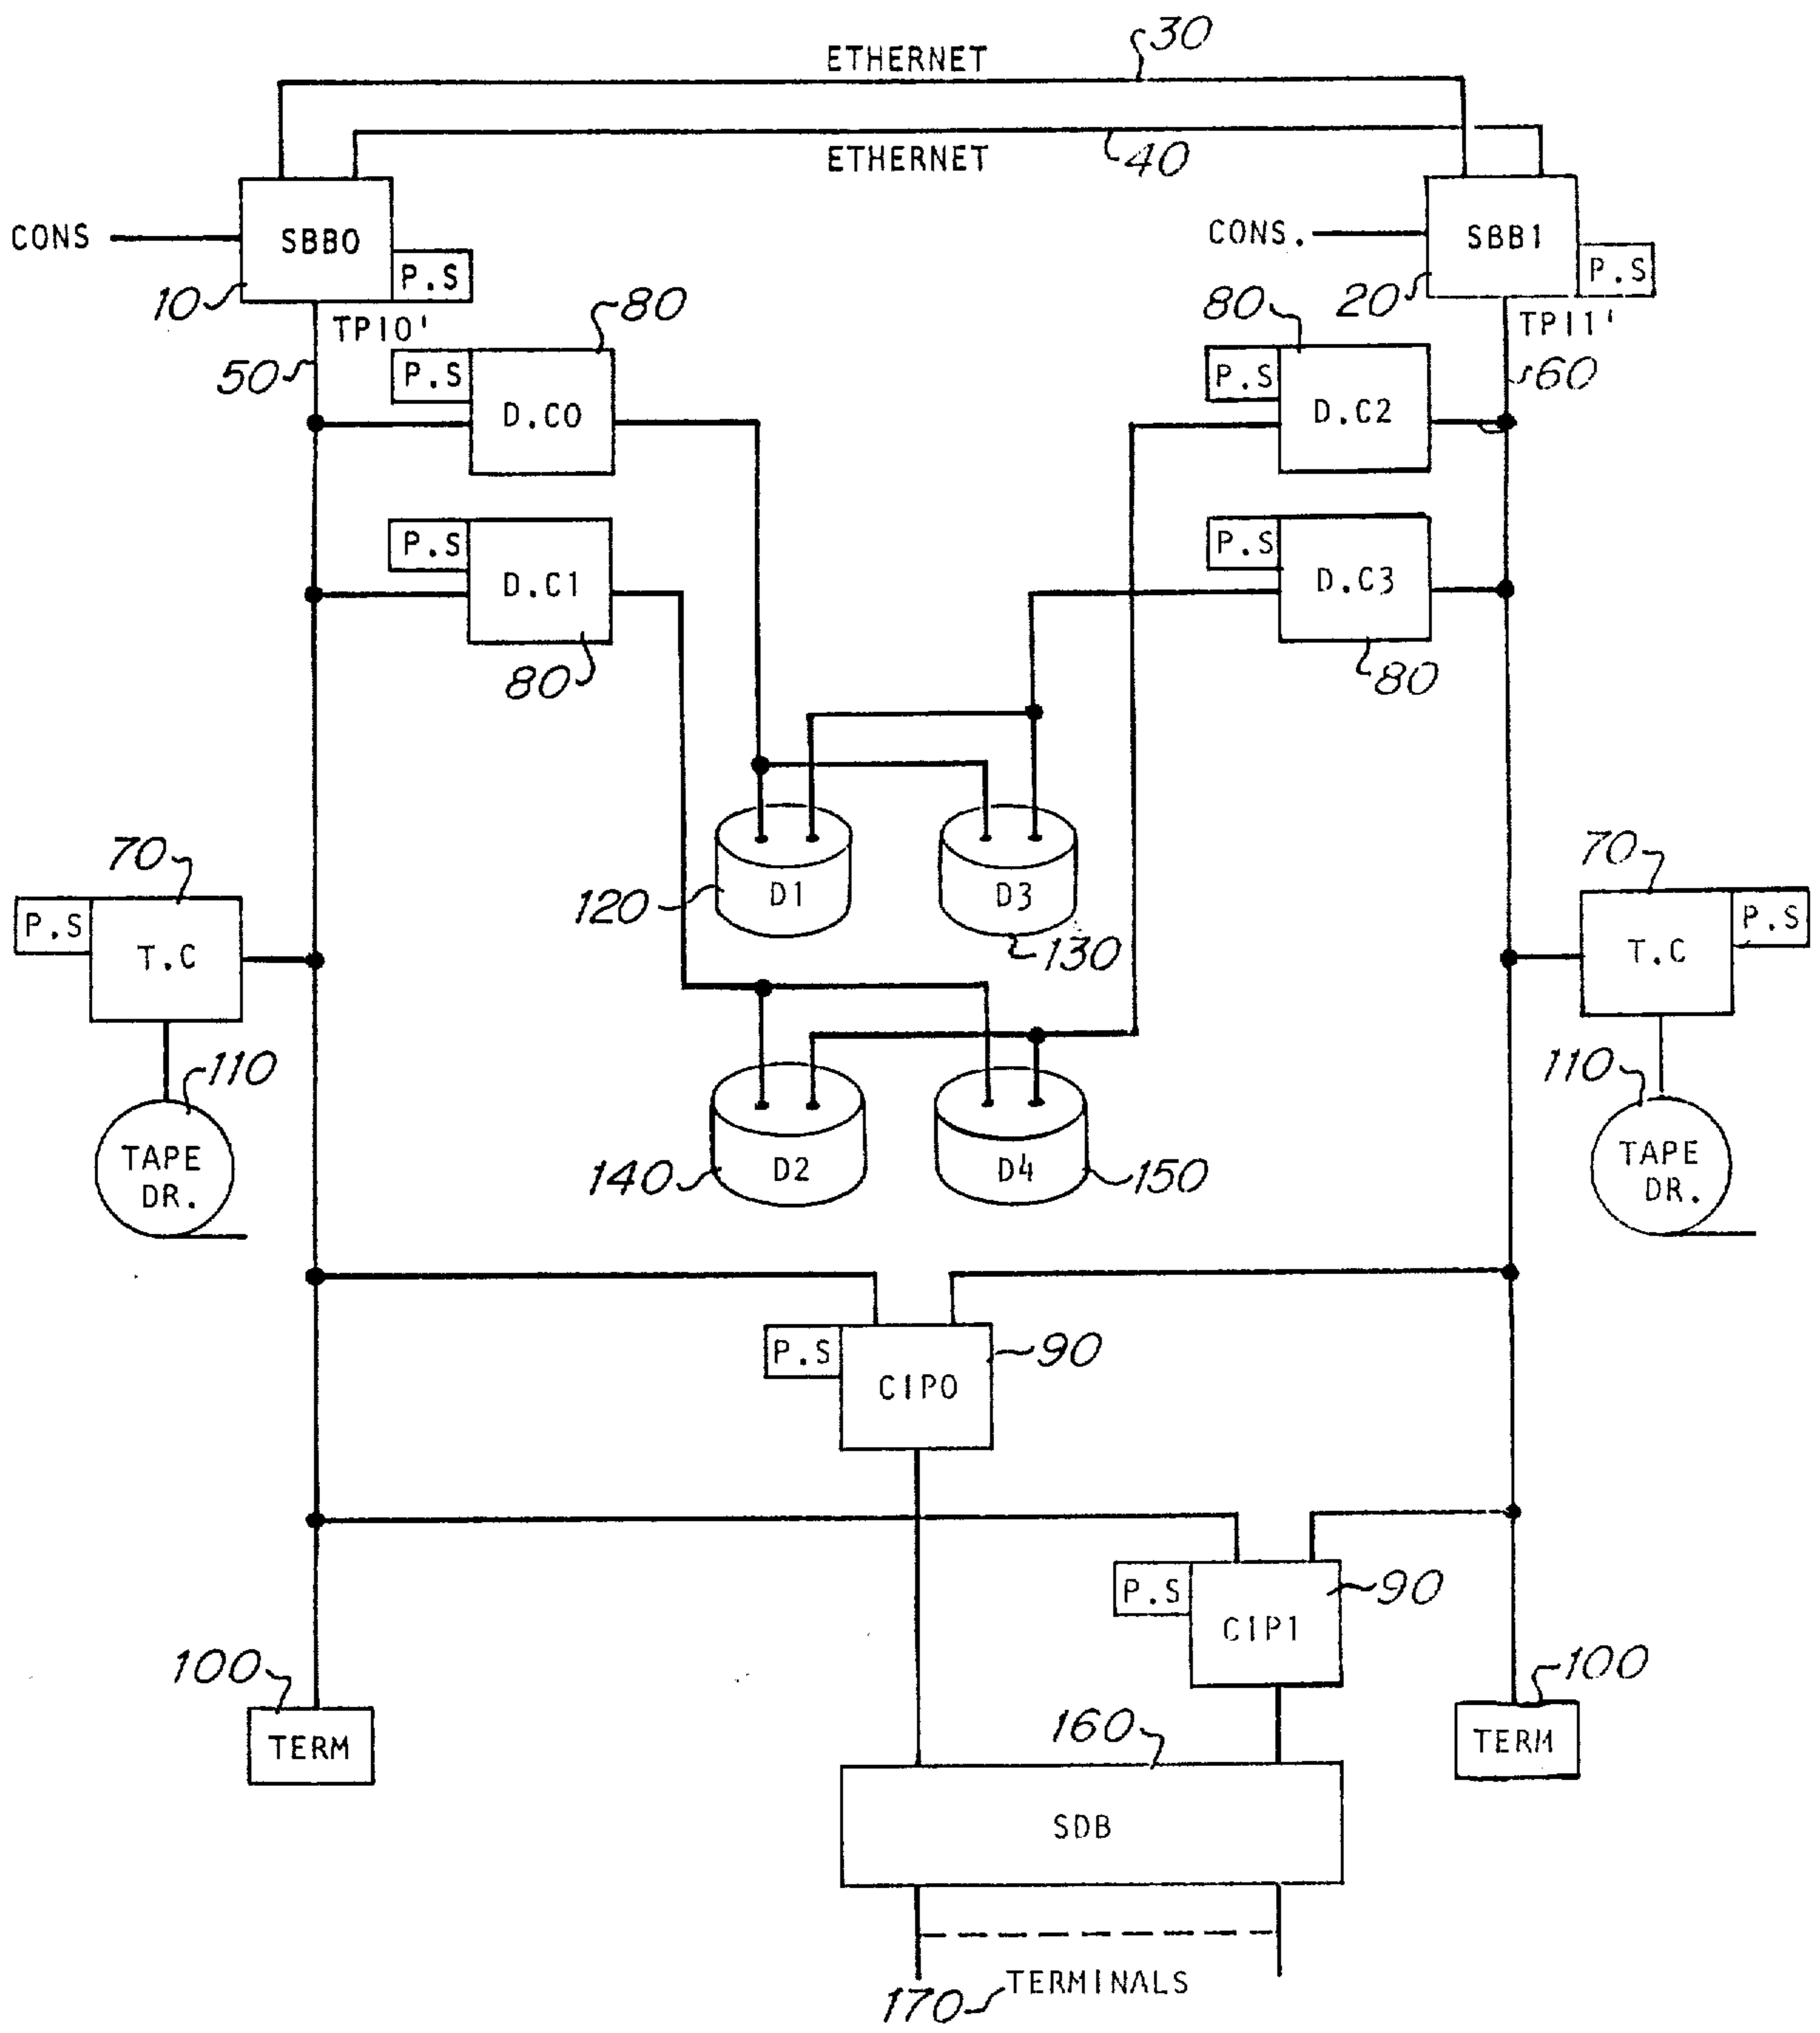 30
ETHERNET
ETHERNET
40
CONS
SBB0
P.S
10
TPI0'
CONS.
SBB1
P.S
20
TPI1'
50
80
P.S
D.C0
80
P.S
D.C2
60
P.S
D.C1
80
P.S
D.C3
80
70
P.S
T.C
120
D1
D3
130
70
P.S
T.C
110
TAPE
DR.
140
D2
D4
150
110
TAPE
DR.
P.S
CIP0
90
P.S
CIP1
90
100
TERM
100
TERM
160
SDB
TERMINALS
170